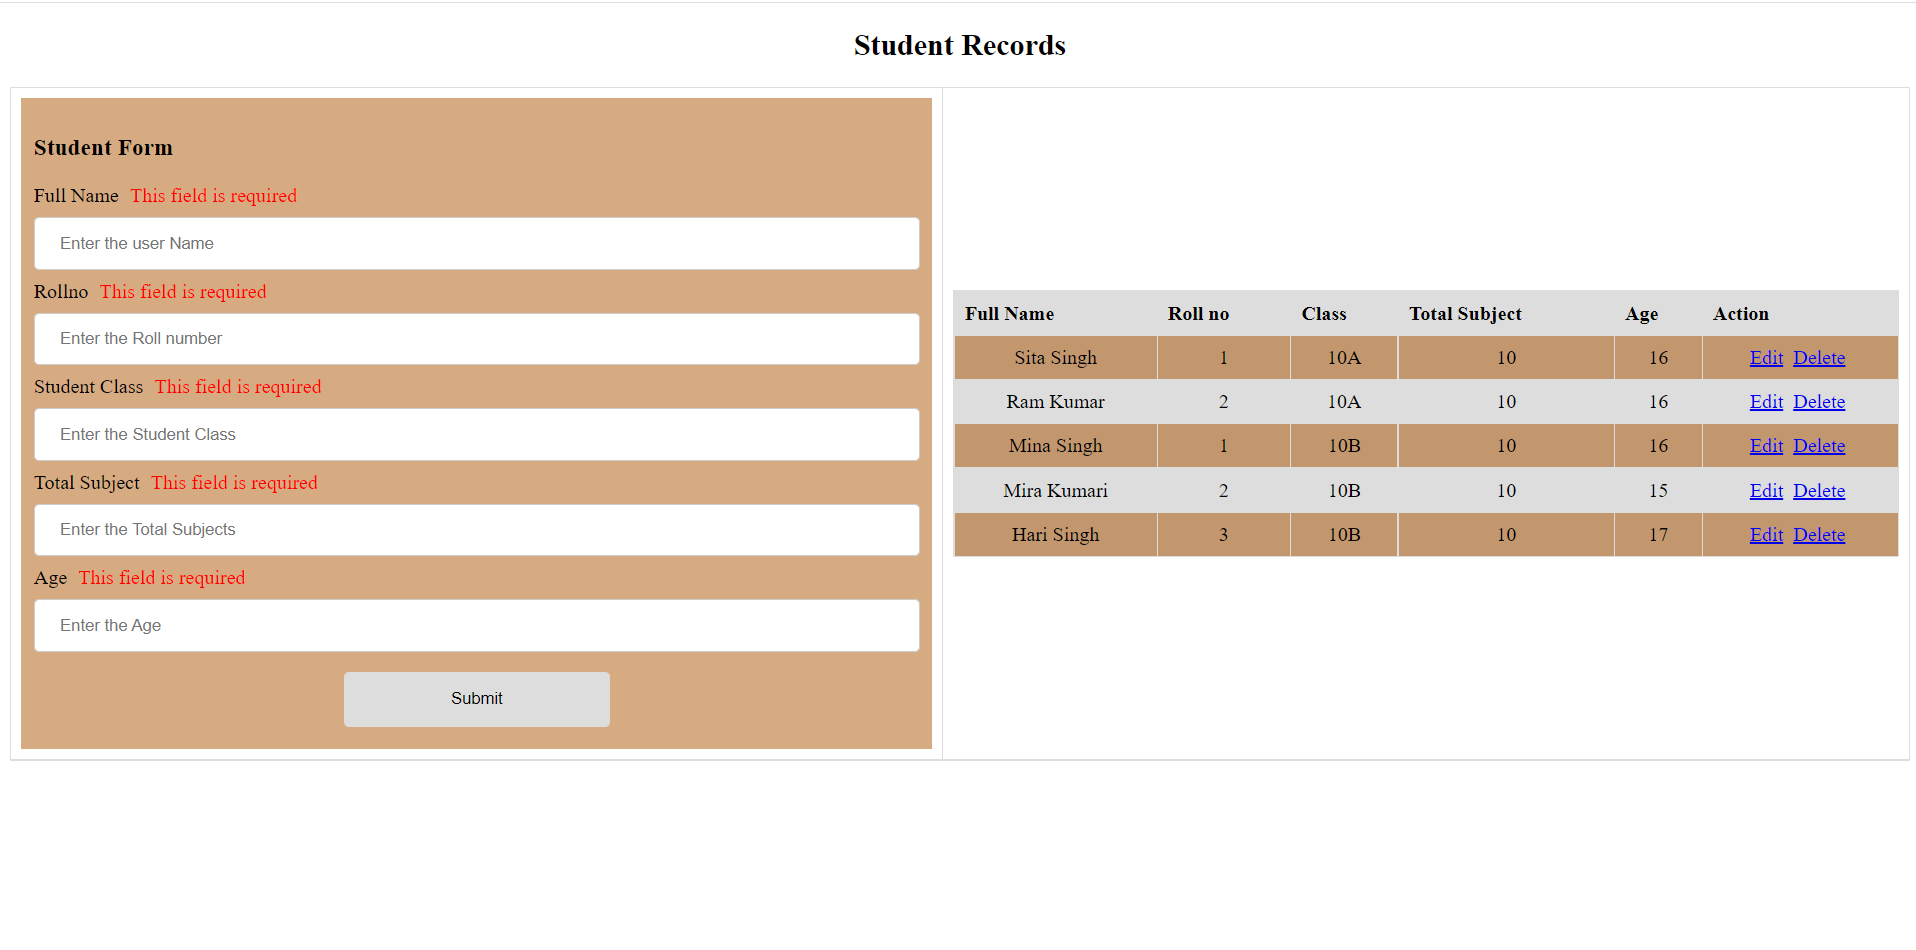 Student Records
Student Form
Full Name This field is required
Enter the user Name
Rollno This field is required
Enter the Roll number
Student Class This field is required
Enter the Student Class
Total Subject This field is required
Enter the Total Subjects
Age This field is required
Enter the Age
Submit
Full Name Roll no Class Total Subject Age Action
Sita Singh 1 10A 10 16 Edit Delete
Ram Kumar 2 10A 10 16 Edit Delete
Mina Singh 1 10B 10 16 Edit Delete
Mira Kumari 2 10B 10 15 Edit Delete
Hari Singh 3 10B 10 17 Edit Delete